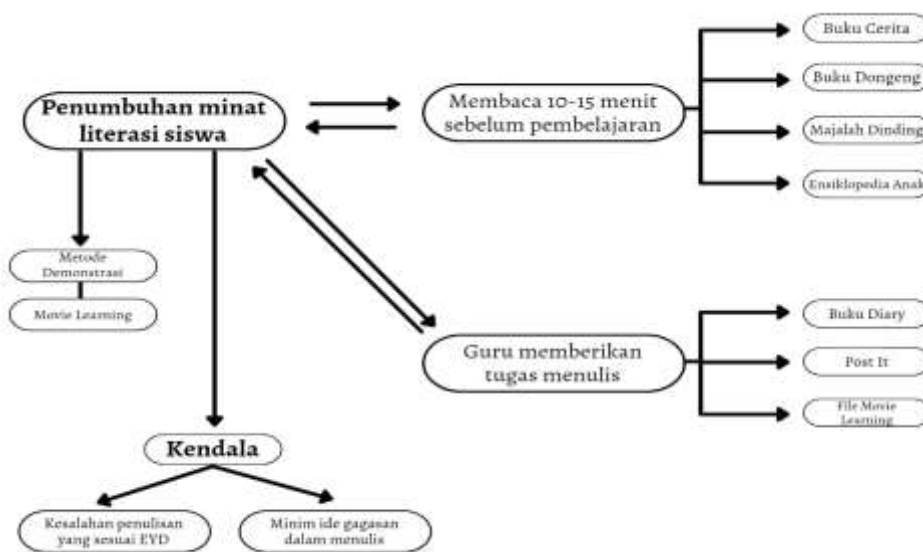 Penumbuhan minat
literasi siswa
Membaca 10-15 menit
sebelum pembelajaran
Buku Cerita
Buku Dongeng
Majalah Dinding
Ensiklopedia Anak
Metode
Demonstrasi
Movie Learning
Guru memberikan
tugas menulis
Buku Diary
Post It
File Movie
Learning
Kendala
Kesalahan penulisan
yang sesuai EYD
Minim ide gagasan
dalam menulis